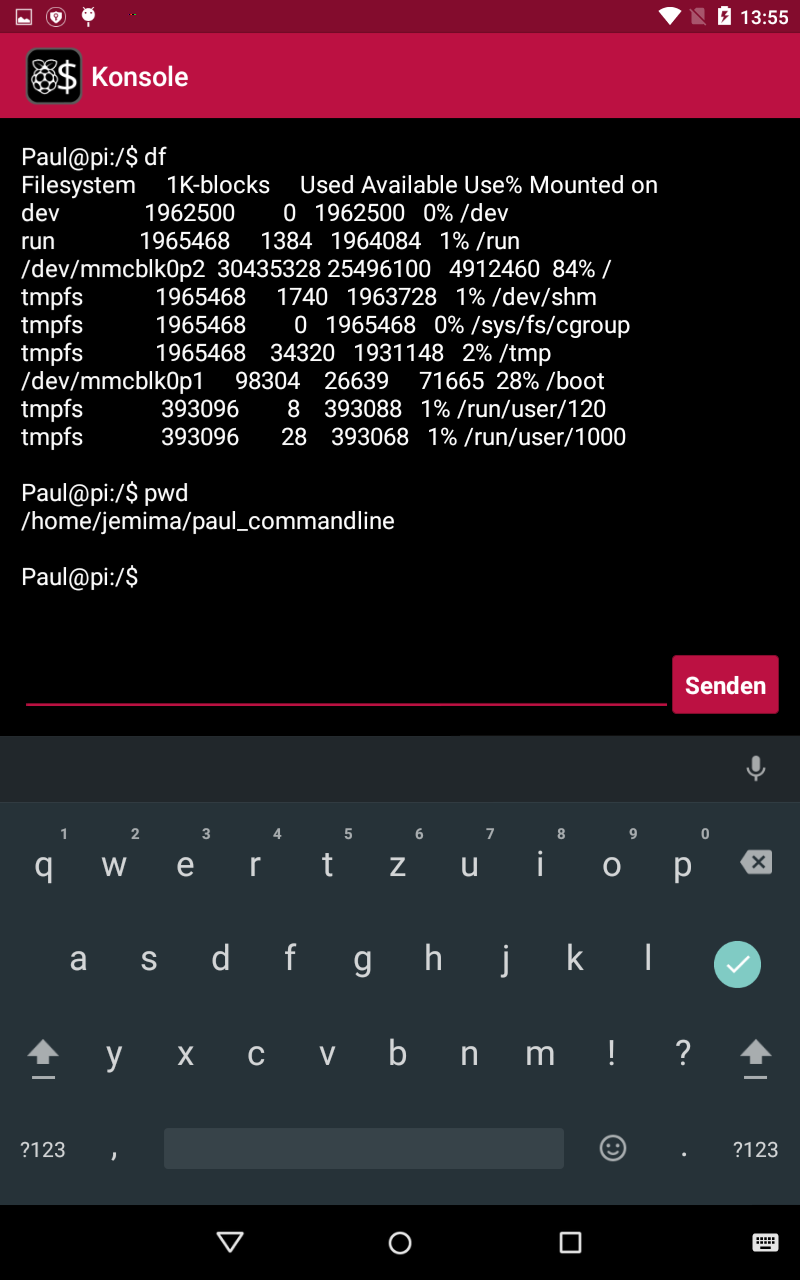 13:55
$ Konsole
Paul@pi:/$ df
Filesystem 1K-blocks Used Available Use% Mounted on
dev 1962500 0 1962500 0% /dev
run 1965468 1384 1964084 1% /run
/dev/mmcblk0p2 30435328 25496100 4912460 84% /
tmpfs 1965468 1740 1963728 1% /dev/shm
tmpfs 1965468 0 1965468 0% /sys/fs/cgroup
tmpfs 1965468 34320 1931148 2% /tmp
/dev/mmcblk0p1 98304 26639 71665 28% /boot
tmpfs 393096 8 393088 1% /run/user/120
tmpfs 393096 28 393068 1% /run/user/1000
Paul@pi:/$ pwd
/home/jemima/paul_commandline
Paul@pi:/$
Senden
1 2 3 4 5 6 7 8 9 0
q w e r t z u i o p
a s d f g h j k l
y x c v b n m ! ?
?123 , . ?123